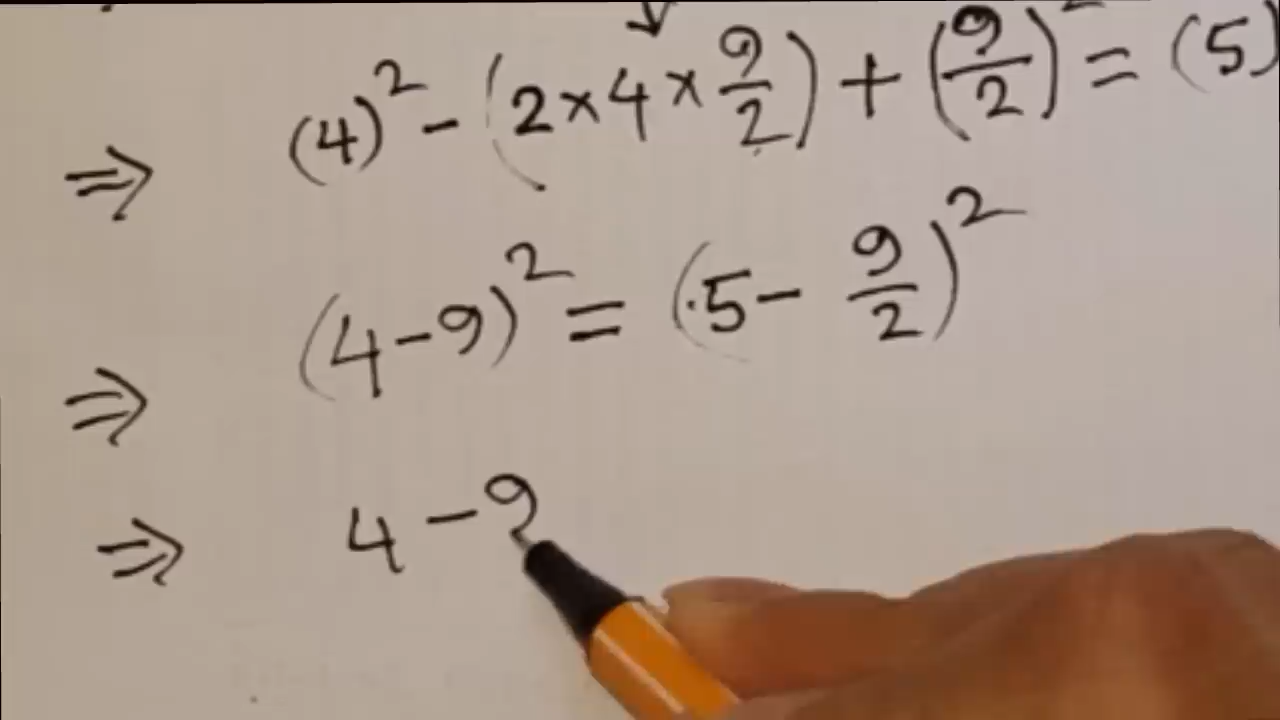 ⇒ (4)² - (2×4×9/2) + (9/2)² = (5)
⇒ (4-9)² = (5 - 9/2)²
⇒ 4 - 9